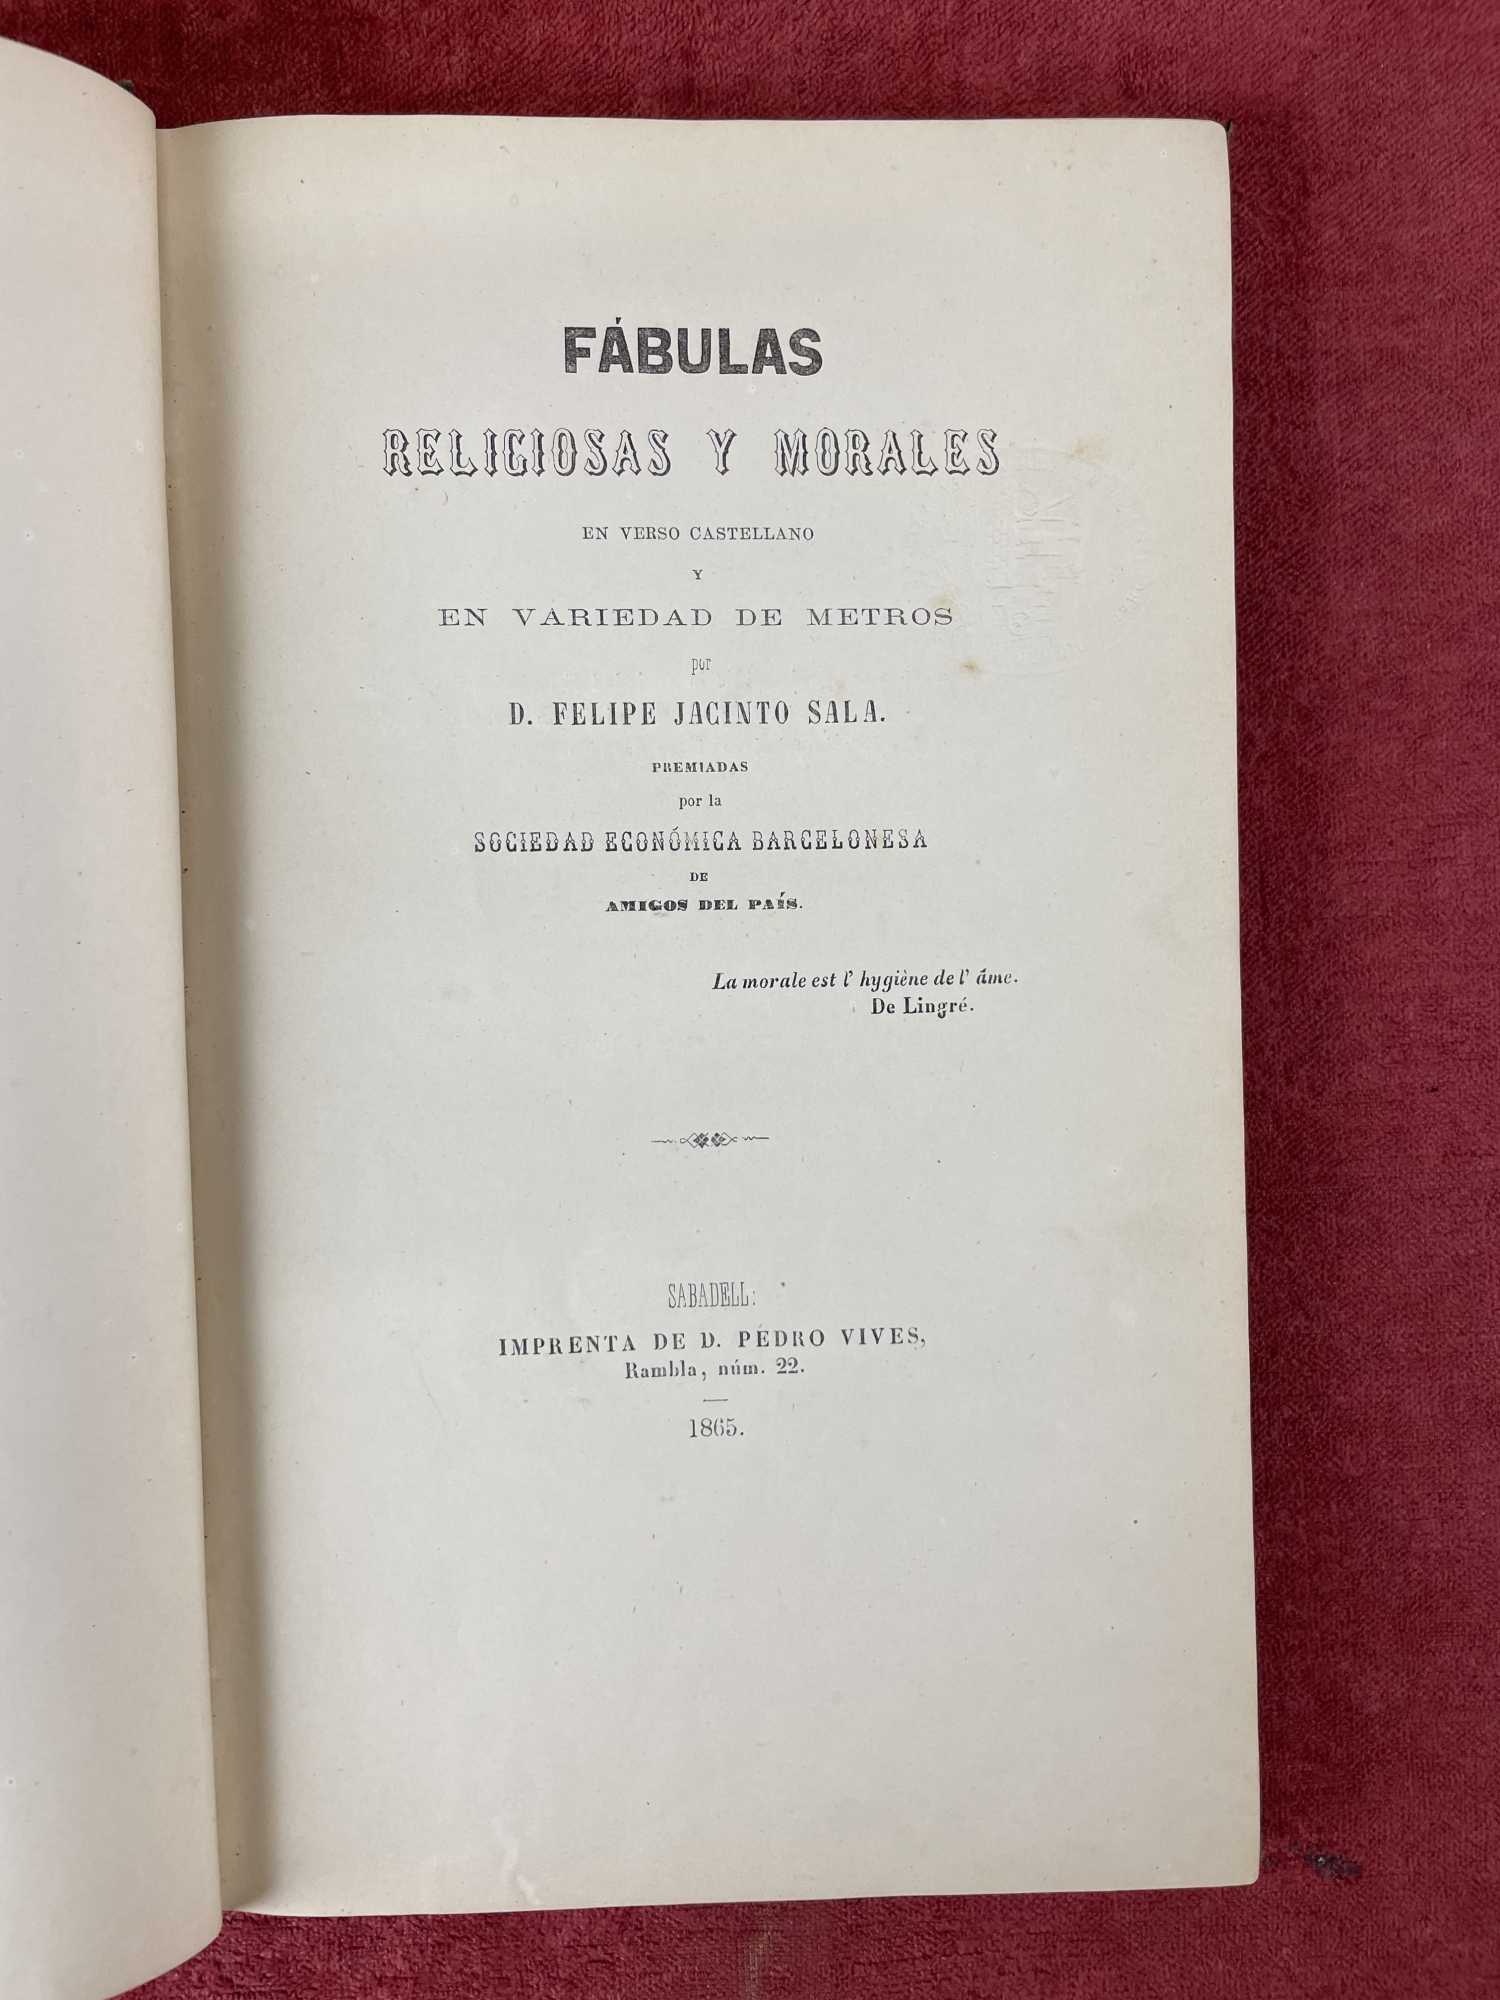 FÁBULAS
RELIGIOSAS Y MORALES
EN VERSO CASTELLANO
Y
EN VARIEDAD DE METROS
por
D. FELIPE JACINTO SALA.
PREMIADAS
por la
SOCIEDAD ECONÓMICA BARCELONESA
DE
AMIGOS DEL PAÍS.
La morale est l' hygiène de l' áme.
De Lingré.
SABADELL:
IMPRENTA DE D. PEDRO VIVES,
Rambla, núm. 22.
1865.